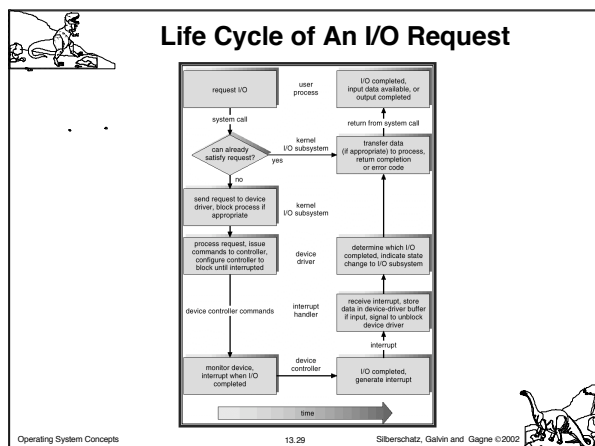 Life Cycle of An I/O Request
request I/O
user
process
I/O completed,
input data available, or
output completed
system call
return from system call
can already
satisfy request?
yes
no
kernel
I/O subsystem
transfer data
(if appropriate) to process,
return completion
or error code
send request to device
driver, block process if
appropriate
kernel
I/O subsystem
process request, issue
commands to controller,
configure controller to
block until interrupted
device
driver
determine which I/O
completed, indicate state
change to I/O subsystem
device controller commands
interrupt
handler
receive interrupt, store
data in device-driver buffer
if input, signal to unblock
device driver
interrupt
monitor device,
interrupt when I/O
completed
device
controller
I/O completed,
generate interrupt
time
Operating System Concepts
13.29
Silberschatz, Galvin and Gagne ©2002